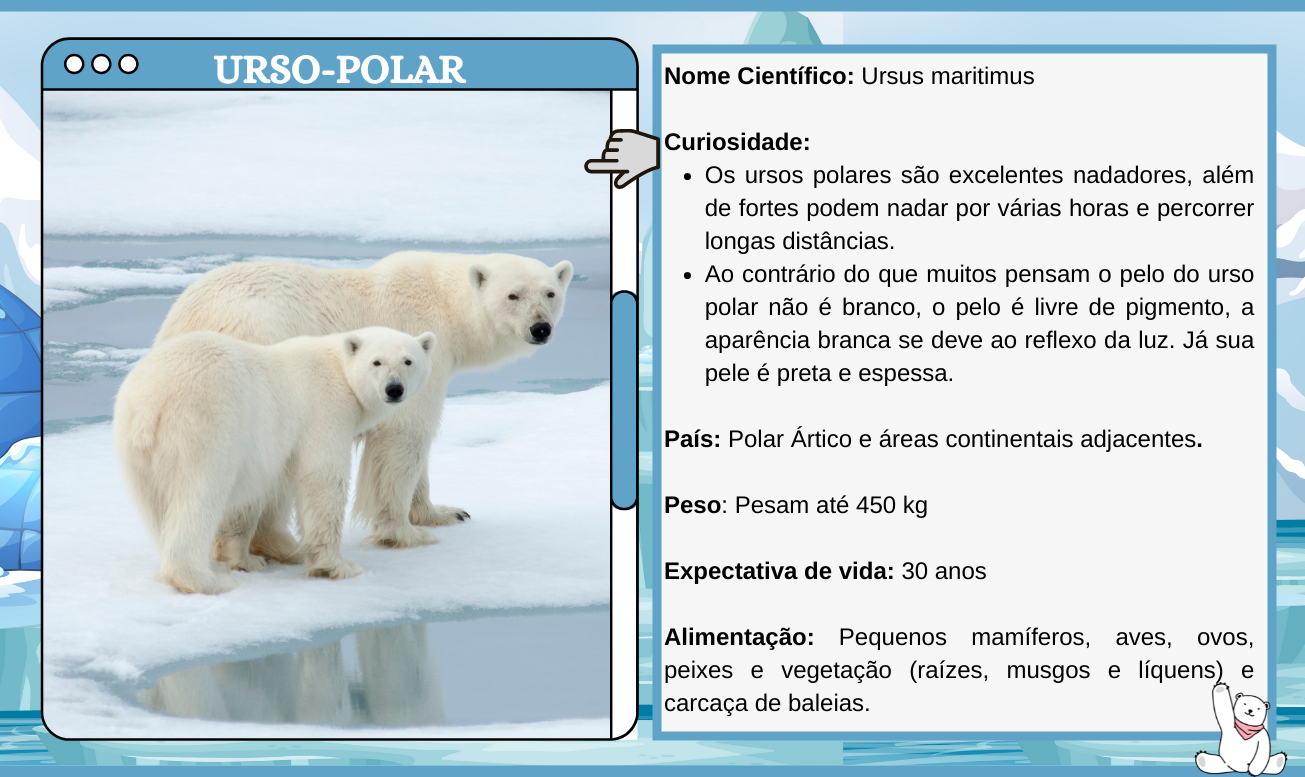 URSO-POLAR
Nome Científico: Ursus maritimus
Curiosidade:
• Os ursos polares são excelentes nadadores, além
de fortes podem nadar por várias horas e percorrer
longas distâncias.
• Ao contrário do que muitos pensam o pelo do urso
polar não é branco, o pelo é livre de pigmento, a
aparência branca se deve ao reflexo da luz. Já sua
pele é preta e espessa.
País: Polar Ártico e áreas continentais adjacentes.
Peso: Pesam até 450 kg
Expectativa de vida: 30 anos
Alimentação: Pequenos mamíferos, aves, ovos,
peixes e vegetação (raízes, musgos e líquens) e
carcaça de baleias.